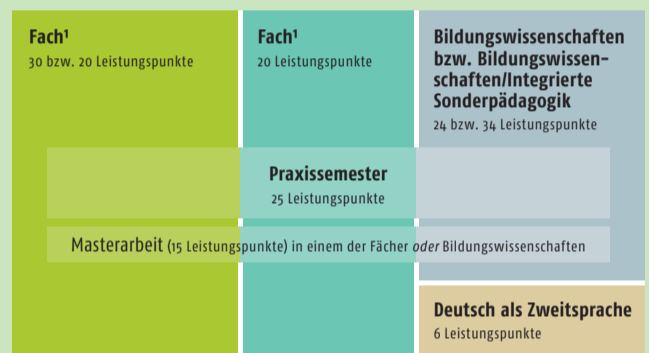 Fach¹
30 bzw. 20 Leistungspunkte
Fach¹
20 Leistungspunkte
Bildungswissenschaften
bzw. Bildungswissen-
schaften/Integrierte
Sonderpädagogik
24 bzw. 34 Leistungspunkte
Praxissemester
25 Leistungspunkte
Masterarbeit (15 Leistungspunkte) in einem der Fächer oder Bildungswissenschaften
Deutsch als Zweitsprache
6 Leistungspunkte